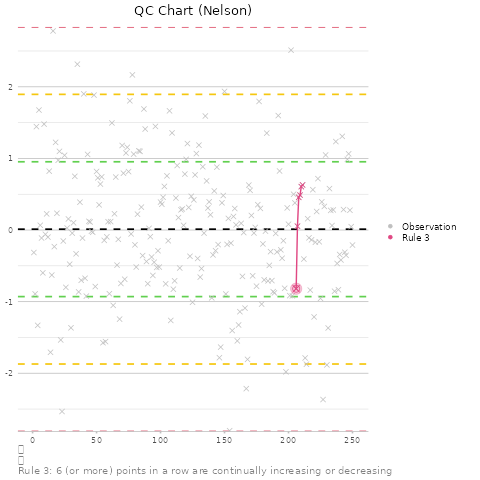 QC Chart (Nelson)
2
1
0
-1
-2
0
50
100
150
200
250
Observation
Rule 3
Rule 3: 6 (or more) points in a row are continually increasing or decreasing